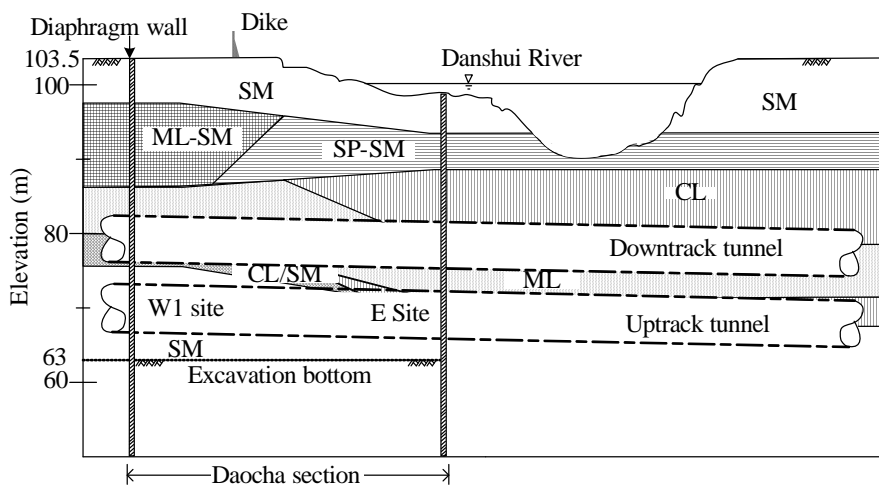 Diaphragm wall
Dike
103.5
Danshui River
100
SM
SM
ML-SM
SP-SM
CL
Elevation (m)
80
Downtrack tunnel
CL/SM
ML
W1 site
E Site
Uptrack tunnel
SM
63
Excavation bottom
60
Daocha section